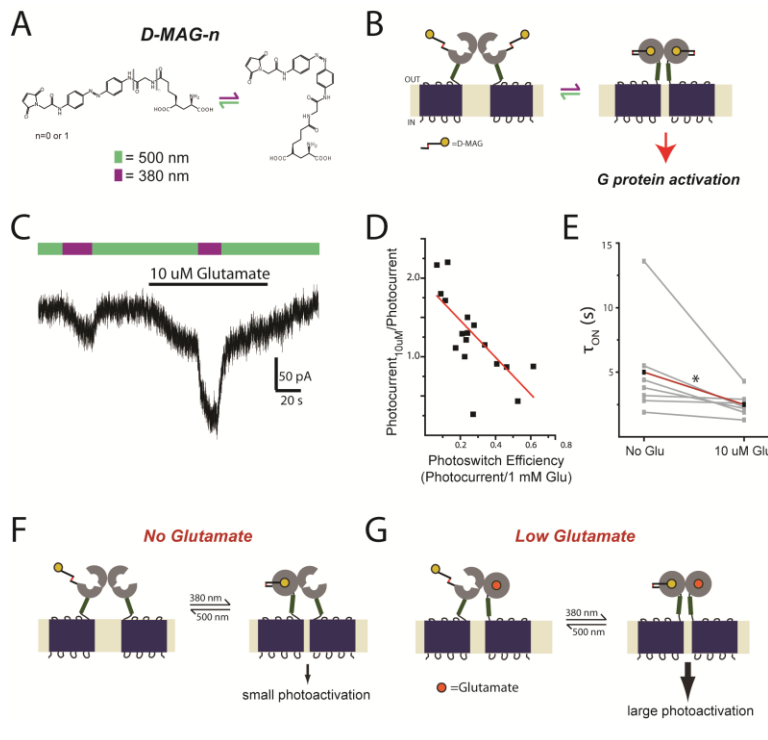 A
D-MAG-n
n=0 or 1
= 500 nm
= 380 nm
B
OUT
IN
=D-MAG
G protein activation
C
10 uM Glutamate
50 pA
20 s
D
Photocurrent10uM/Photocurrent
2.0
1.0
0.2
0.4
0.6
0.8
Photoswitch Efficiency
(Photocurrent/1 mM Glu)
E
τON (s)
15
10
5
*
No Glu
10 uM Glu
F
No Glutamate
380 nm
500 nm
small photoactivation
G
Low Glutamate
380 nm
500 nm
=Glutamate
large photoactivation